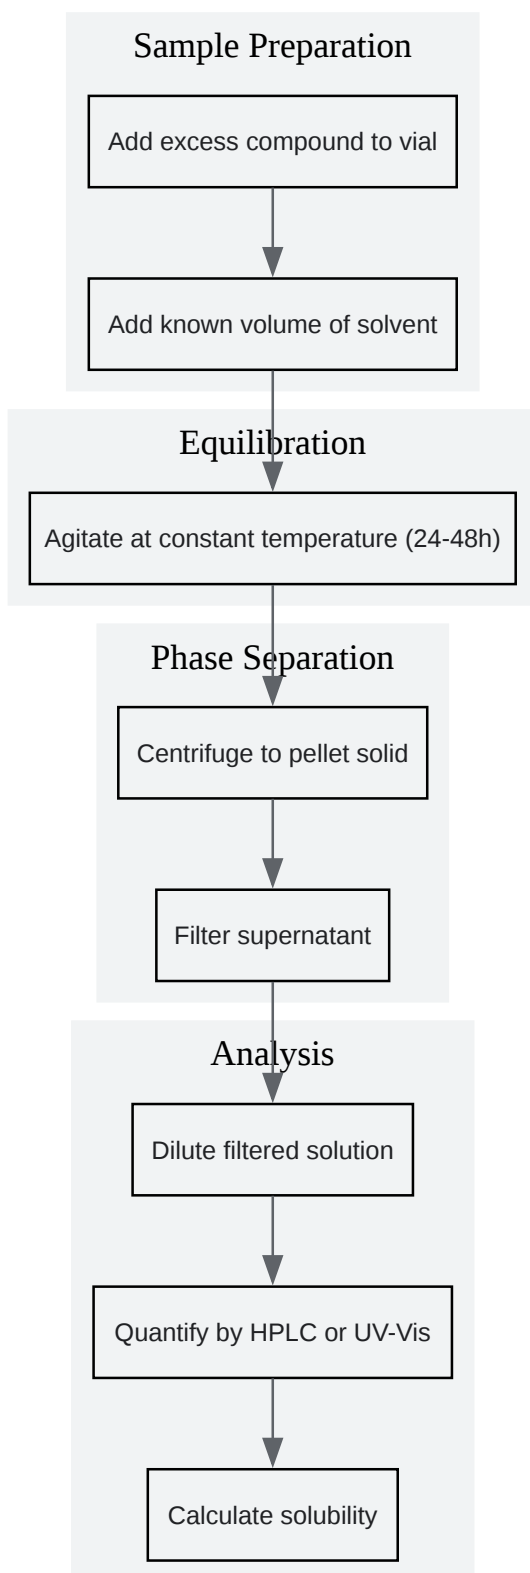 Sample Preparation
Add excess compound to vial
Add known volume of solvent
Equilibration
Agitate at constant temperature (24-48h)
Phase Separation
Centrifuge to pellet solid
Filter supernatant
Analysis
Dilute filtered solution
Quantify by HPLC or UV-Vis
Calculate solubility